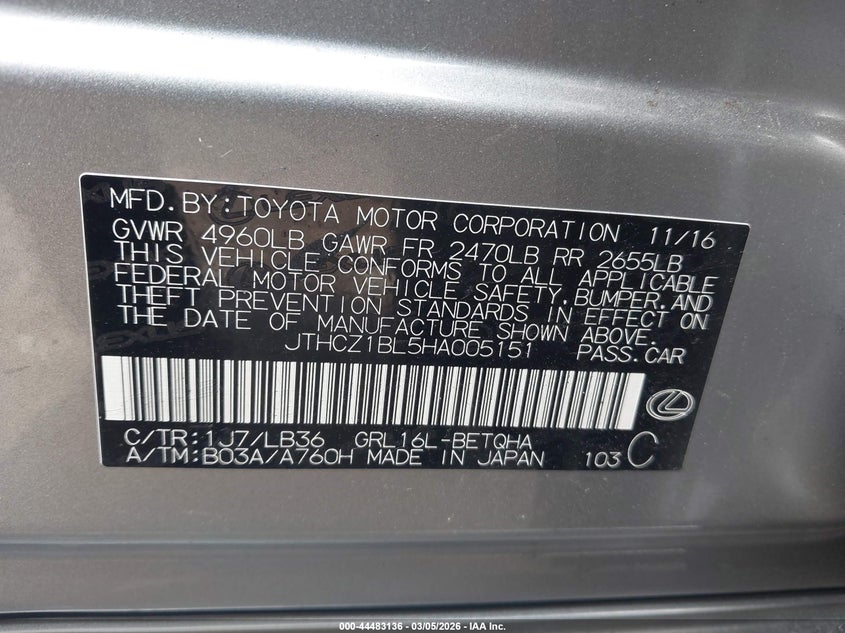 MFD.BY:TOYOTA MOTOR CORPORATION 11/16
GVWR 4960LB GAWR FR 2470LB RR 2655LB
THIS VEHICLE CONFORMS TO ALL APPLICABLE
FEDERAL MOTOR VEHICLE SAFETY,BUMPER,AND
THEFT PREVENTION STANDARDS IN EFFECT ON
THE DATE OF MANUFACTURE SHOWN ABOVE.
JTHCZ1BL5HA005151 PASS.CAR
C/TR:1J7/LB36 GRL16L-BETQHA
A/TM:B03A/A760H MADE IN JAPAN 103 C
000-44483136 - 03/05/2026 - IAA Inc.